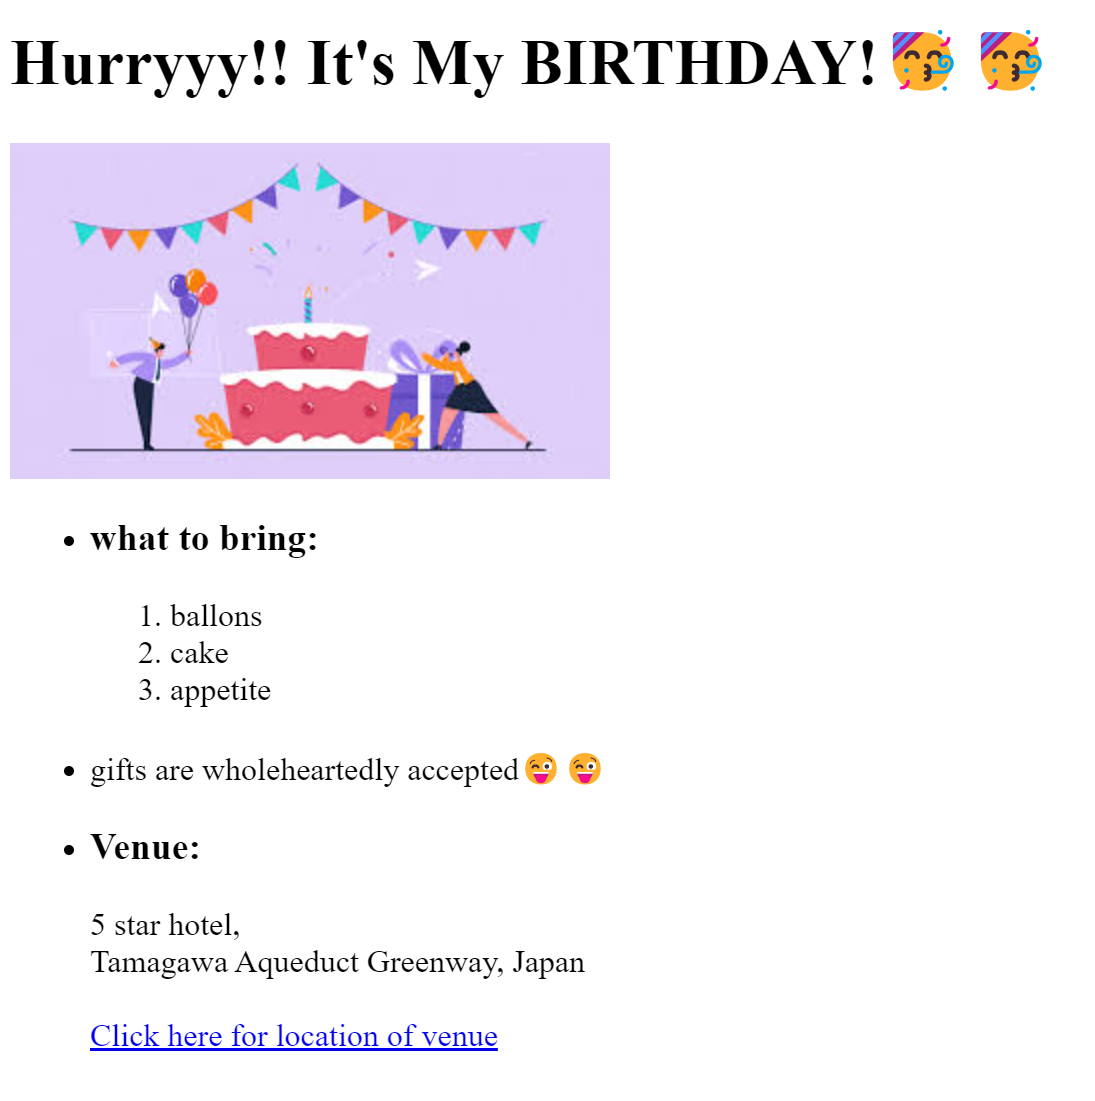 Hurryyy!! It's My BIRTHDAY!🥳 🥳
• what to bring:
1. ballons
2. cake
3. appetite
• gifts are wholeheartedly accepted😜 😜
• Venue:
5 star hotel,
Tamagawa Aqueduct Greenway, Japan
Click here for location of venue